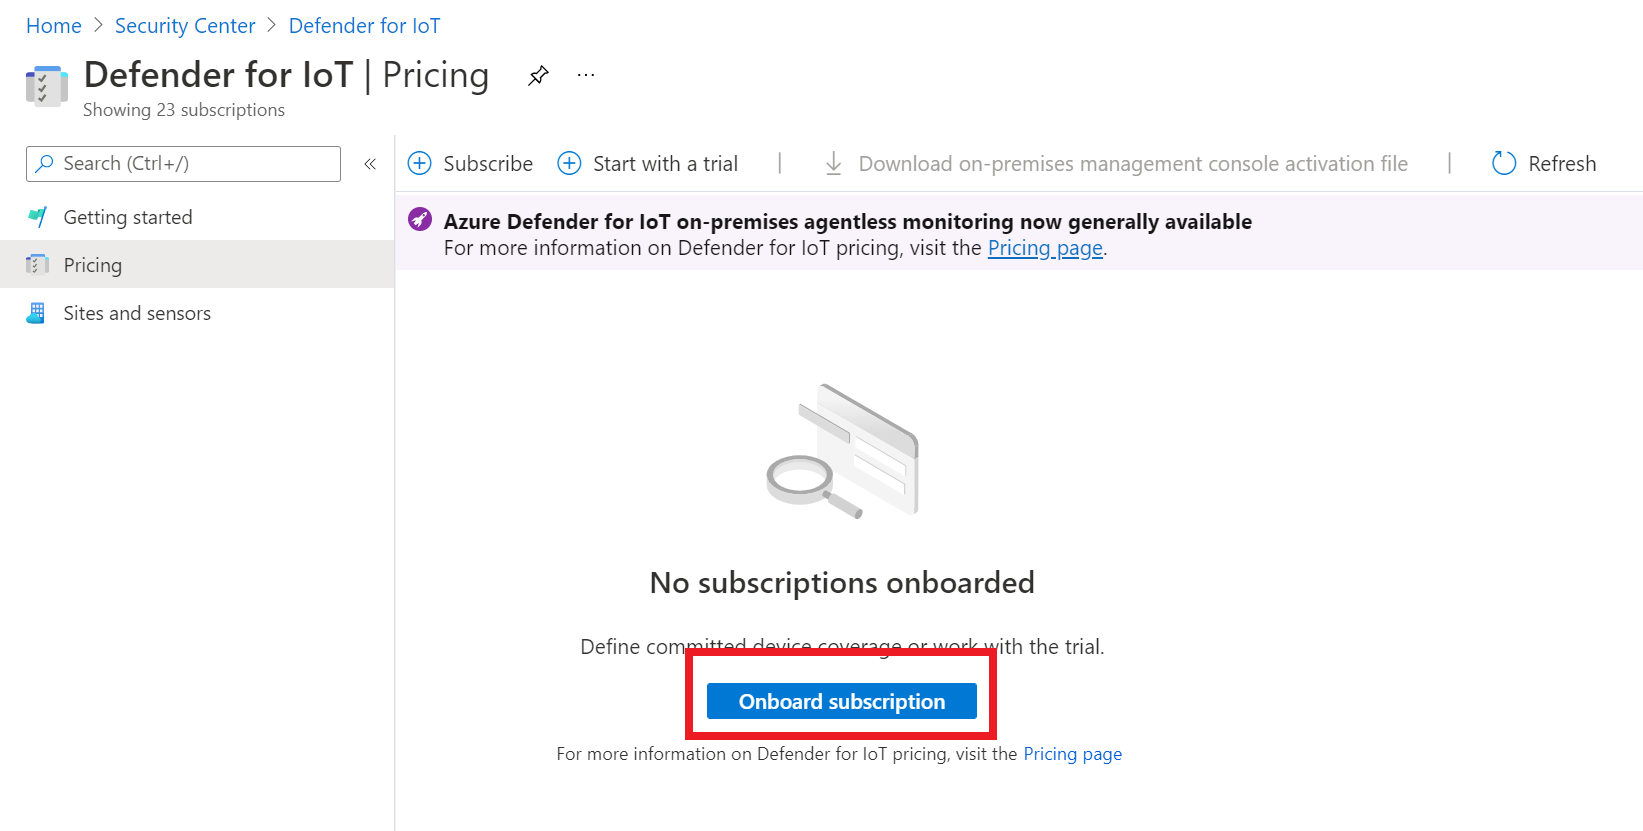 Home > Security Center > Defender for IoT
Defender for IoT | Pricing
Showing 23 subscriptions
Search (Ctrl+/)
Getting started
Pricing
Sites and sensors
Subscribe Start with a trial | Download on-premises management console activation file | Refresh
Azure Defender for IoT on-premises agentless monitoring now generally available
For more information on Defender for IoT pricing, visit the Pricing page.
No subscriptions onboarded
Define committed device coverage or work with the trial.
Onboard subscription
For more information on Defender for IoT pricing, visit the Pricing page